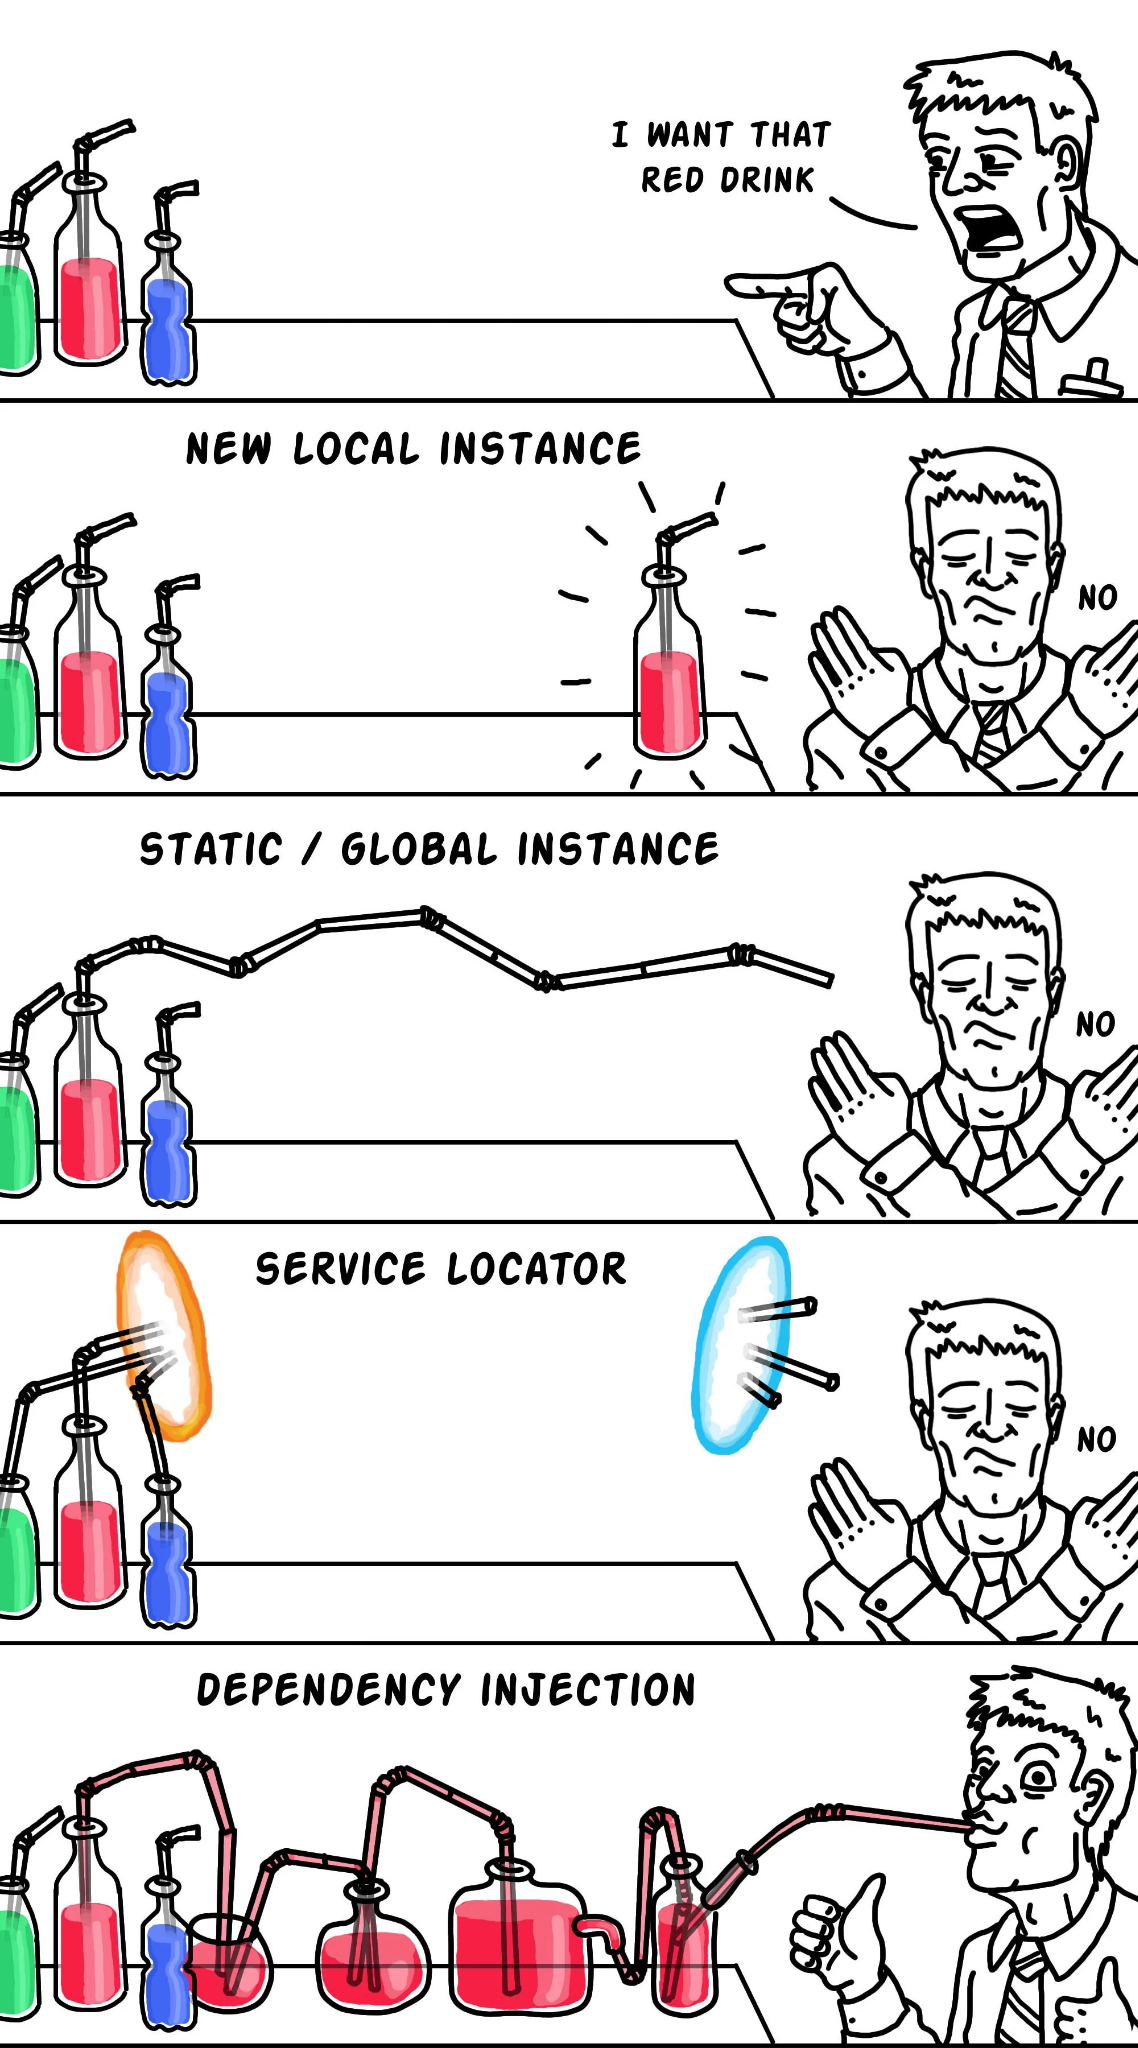 I WANT THAT
RED DRINK
NEW LOCAL INSTANCE
NO
STATIC / GLOBAL INSTANCE
NO
SERVICE LOCATOR
NO
DEPENDENCY INJECTION